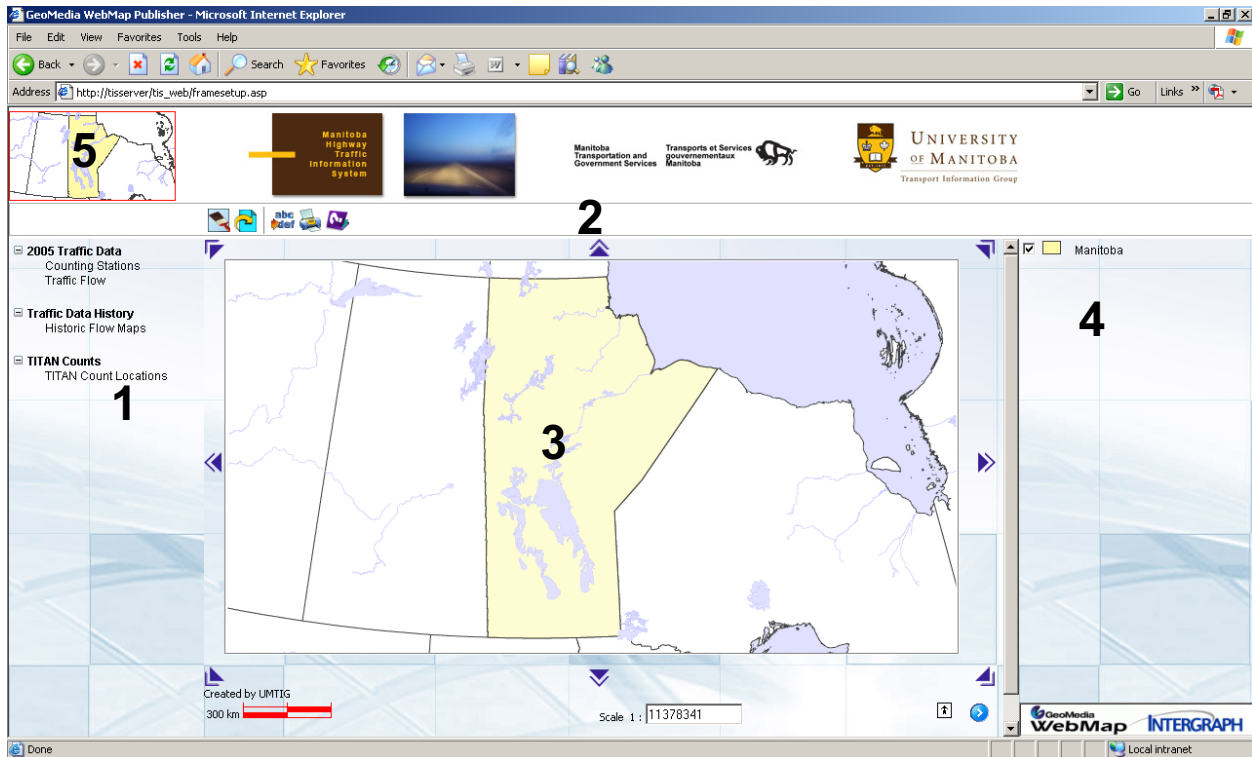 GeoMedia WebMap Publisher - Microsoft Internet Explorer
File Edit View Favorites Tools Help
Back Search Favorites
Address http://tisserver/tis_web/framesetup.asp Go Links »
5
Manitoba
Highway
Traffic
Information
System
Manitoba
Transportation and
Government Services
Transports et Services
gouvernementaux
Manitoba
UNIVERSITY
OF MANITOBA
Transport Information Group
abc
def
2
2005 Traffic Data
Counting Stations
Traffic Flow
Traffic Data History
Historic Flow Maps
TITAN Counts
TITAN Count Locations
1
3
Manitoba
4
Created by UMTIG
300 km
Scale 1 : 11378341
GeoMedia
WebMap
INTERGRAPH
Done
Local intranet